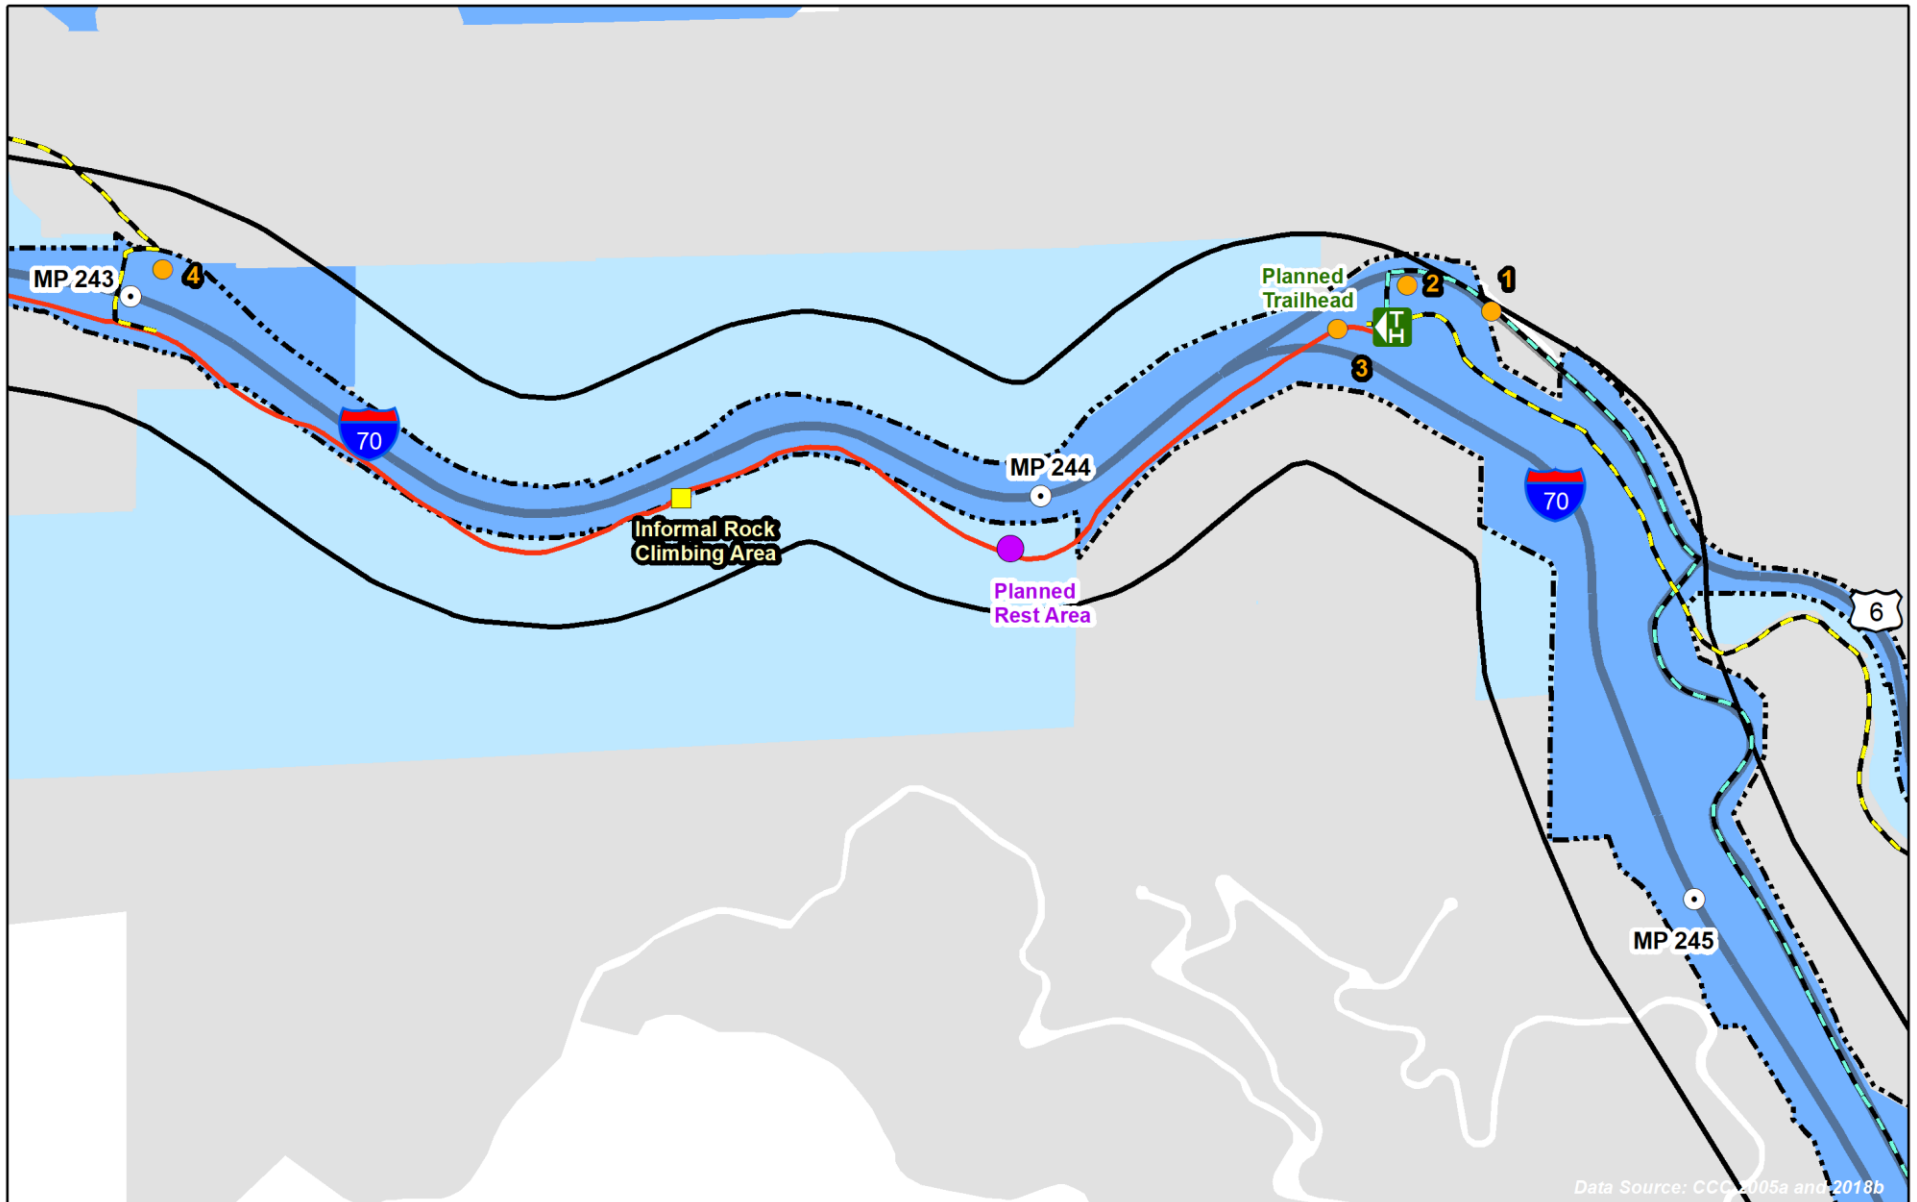 MP 243
4
70
Informal Rock
Climbing Area
MP 244
Planned
Rest Area
Planned
Trailhead
T
H
2
1
3
70
6
MP 245
Data Source: CCC 2005a and 2018b